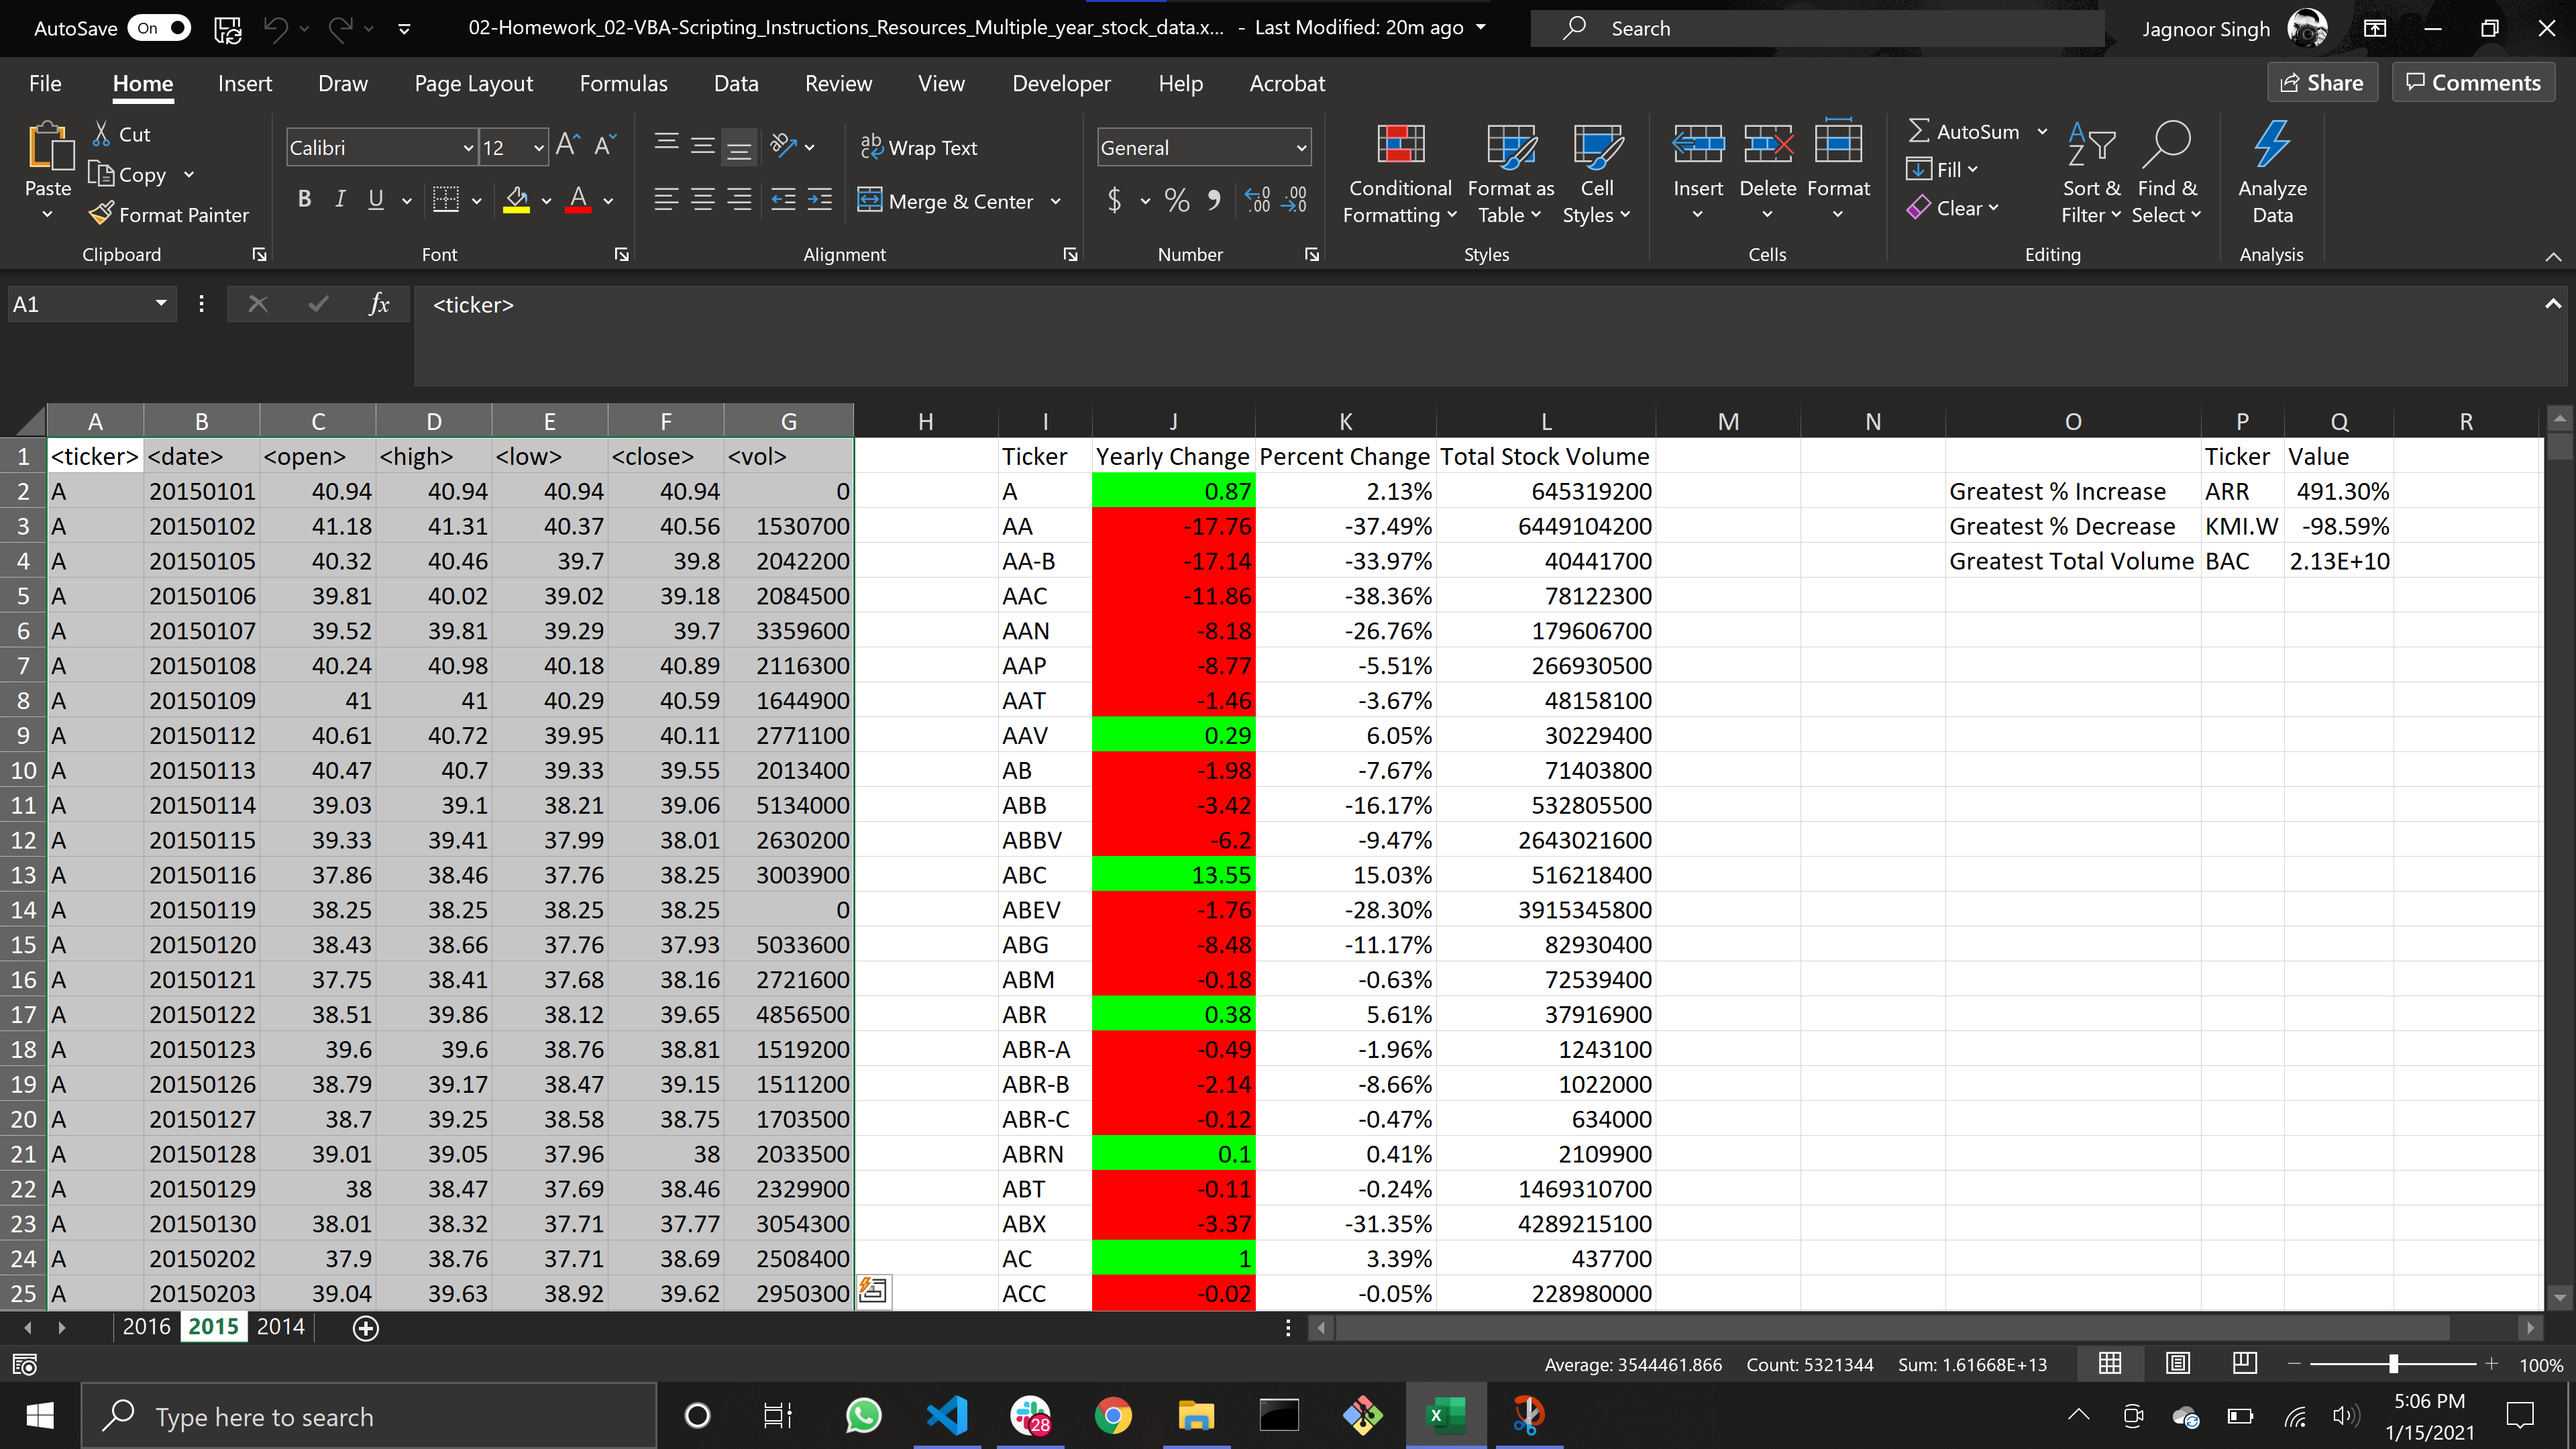 AutoSave On 02-Homework_02-VBA-Scripting_Instructions_Resources_Multiple_year_stock_data.x... - Last Modified: 20m ago Search Jagnoor Singh
File Home Insert Draw Page Layout Formulas Data Review View Developer Help Acrobat Share Comments
Paste Cut Copy Format Painter Clipboard
Calibri 12 B I U A Font
Wrap Text Merge & Center Alignment
General $ % Number
Conditional Formatting Format as Table Cell Styles Styles
Insert Delete Format Cells
AutoSum Fill Clear Sort & Filter Find & Select Editing
Analyze Data Analysis
A1 fx <ticker>
A B C D E F G H I J K L M N O P Q R
1 <ticker> <date> <open> <high> <low> <close> <vol> Ticker Yearly Change Percent Change Total Stock Volume Ticker Value
2 A 20150101 40.94 40.94 40.94 40.94 0 A 0.87 2.13% 645319200 Greatest % Increase ARR 491.30%
3 A 20150102 41.18 41.31 40.37 40.56 1530700 AA -17.76 -37.49% 6449104200 Greatest % Decrease KMI.W -98.59%
4 A 20150105 40.32 40.46 39.7 39.8 2042200 AA-B -17.14 -33.97% 40441700 Greatest Total Volume BAC 2.13E+10
5 A 20150106 39.81 40.02 39.02 39.18 2084500 AAC -11.86 -38.36% 78122300
6 A 20150107 39.52 39.81 39.29 39.7 3359600 AAN -8.18 -26.76% 179606700
7 A 20150108 40.24 40.98 40.18 40.89 2116300 AAP -8.77 -5.51% 266930500
8 A 20150109 41 41 40.29 40.59 1644900 AAT -1.46 -3.67% 48158100
9 A 20150112 40.61 40.72 39.95 40.11 2771100 AAV 0.29 6.05% 30229400
10 A 20150113 40.47 40.7 39.33 39.55 2013400 AB -1.98 -7.67% 71403800
11 A 20150114 39.03 39.1 38.21 39.06 5134000 ABB -3.42 -16.17% 532805500
12 A 20150115 39.33 39.41 37.99 38.01 2630200 ABBV -6.2 -9.47% 2643021600
13 A 20150116 37.86 38.46 37.76 38.25 3003900 ABC 13.55 15.03% 516218400
14 A 20150119 38.25 38.25 38.25 38.25 0 ABEV -1.76 -28.30% 3915345800
15 A 20150120 38.43 38.66 37.76 37.93 5033600 ABG -8.48 -11.17% 82930400
16 A 20150121 37.75 38.41 37.68 38.16 2721600 ABM -0.18 -0.63% 72539400
17 A 20150122 38.51 39.86 38.12 39.65 4856500 ABR 0.38 5.61% 37916900
18 A 20150123 39.6 39.6 38.76 38.81 1519200 ABR-A -0.49 -1.96% 1243100
19 A 20150126 38.79 39.17 38.47 39.15 1511200 ABR-B -2.14 -8.66% 1022000
20 A 20150127 38.7 39.25 38.58 38.75 1703500 ABR-C -0.12 -0.47% 634000
21 A 20150128 39.01 39.05 37.96 38 2033500 ABRN 0.1 0.41% 2109900
22 A 20150129 38 38.47 37.69 38.46 2329900 ABT -0.11 -0.24% 1469310700
23 A 20150130 38.01 38.32 37.71 37.77 3054300 ABX -3.37 -31.35% 4289215100
24 A 20150202 37.9 38.76 37.71 38.69 2508400 AC 1 3.39% 437700
25 A 20150203 39.04 39.63 38.92 39.62 2950300 ACC -0.02 -0.05% 228980000
2016 2015 2014
Average: 3544461.866 Count: 5321344 Sum: 1.61668E+13 100%
Type here to search 28 5:06 PM
1/15/2021